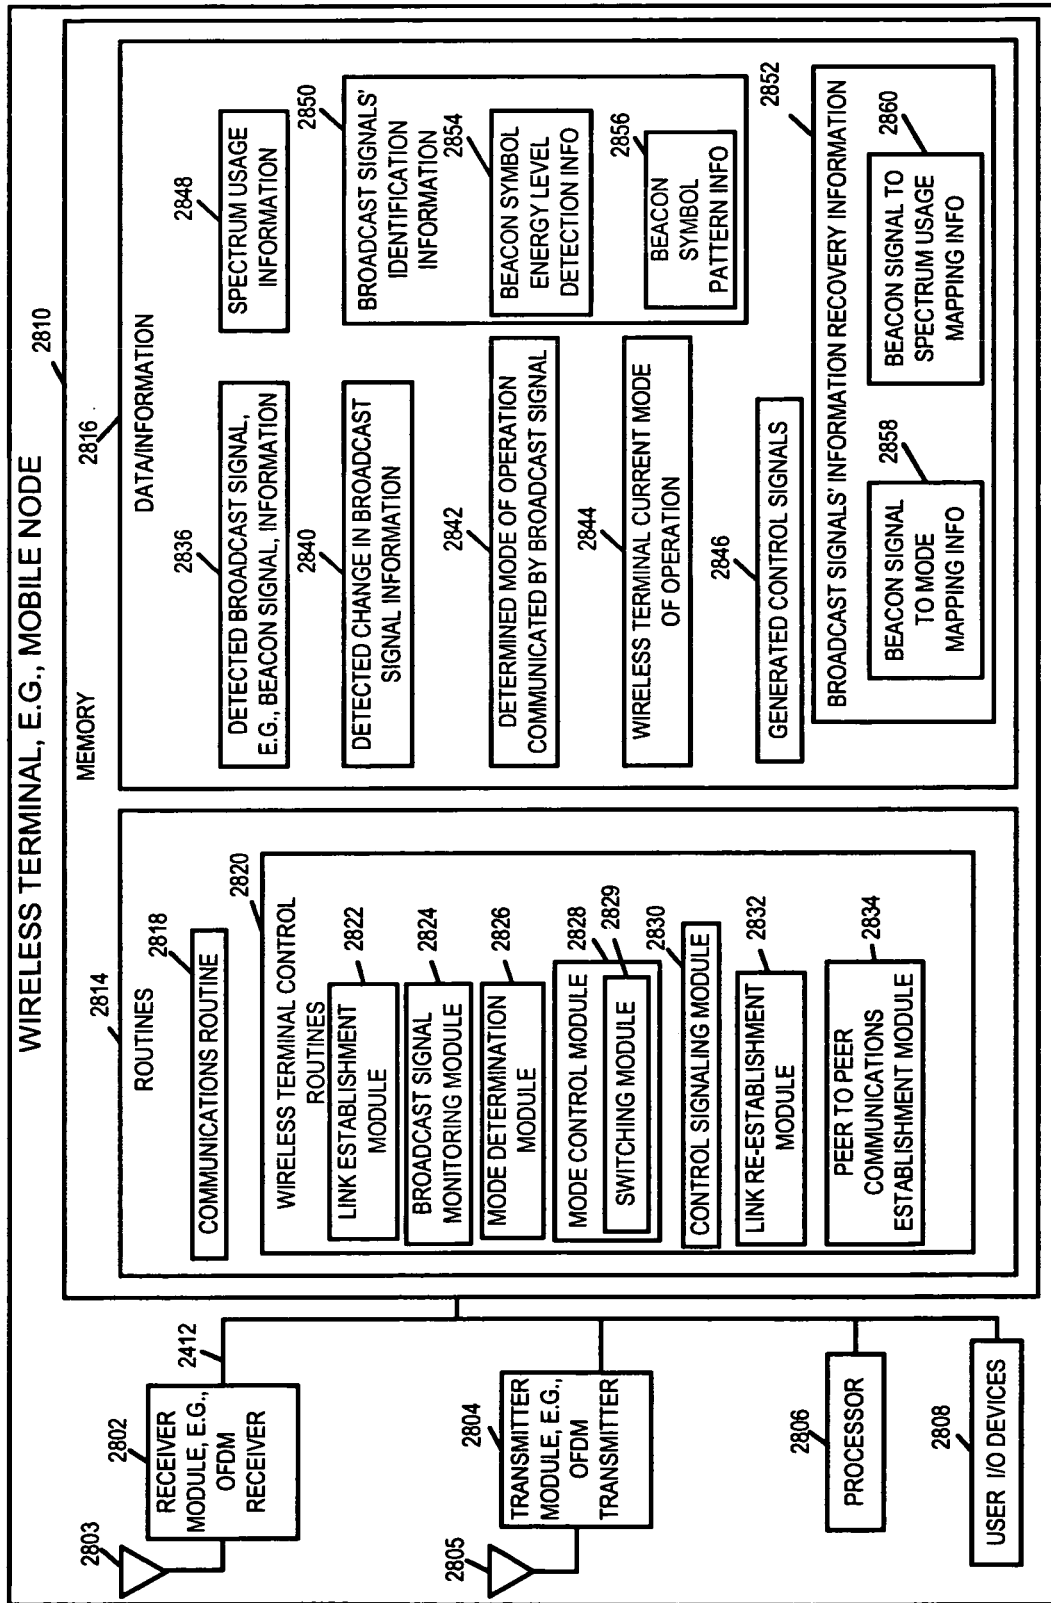 WIRELESS TERMINAL, E.G., MOBILE NODE
2810
MEMORY
2814
ROUTINES
2818
COMMUNICATIONS ROUTINE
2820
WIRELESS TERMINAL CONTROL
ROUTINES
2822
LINK ESTABLISHMENT
MODULE
2824
BROADCAST SIGNAL
MONITORING MODULE
2826
MODE DETERMINATION
MODULE
2828
MODE CONTROL MODULE
2829
SWITCHING MODULE
2830
CONTROL SIGNALING MODULE
2832
LINK RE-ESTABLISHMENT
MODULE
2834
PEER TO PEER
COMMUNICATIONS
ESTABLISHMENT MODULE
2816
DATA/INFORMATION
2836
DETECTED BROADCAST SIGNAL,
E.G., BEACON SIGNAL, INFORMATION
2840
DETECTED CHANGE IN BROADCAST
SIGNAL INFORMATION
2842
DETERMINED MODE OF OPERATION
COMMUNICATED BY BROADCAST SIGNAL
2844
WIRELESS TERMINAL CURRENT MODE
OF OPERATION
2846
GENERATED CONTROL SIGNALS
2848
SPECTRUM USAGE
INFORMATION
2850
BROADCAST SIGNALS'
IDENTIFICATION
INFORMATION
2854
BEACON SYMBOL
ENERGY LEVEL
DETECTION INFO
2856
BEACON
SYMBOL
PATTERN INFO
2852
BROADCAST SIGNALS' INFORMATION RECOVERY INFORMATION
2858
BEACON SIGNAL
TO MODE
MAPPING INFO
2860
BEACON SIGNAL TO
SPECTRUM USAGE
MAPPING INFO
2803
2802
RECEIVER
MODULE, E.G.,
OFDM
RECEIVER
2412
2805
2804
TRANSMITTER
MODULE, E.G.,
OFDM
TRANSMITTER
2806
PROCESSOR
2808
USER I/O DEVICES